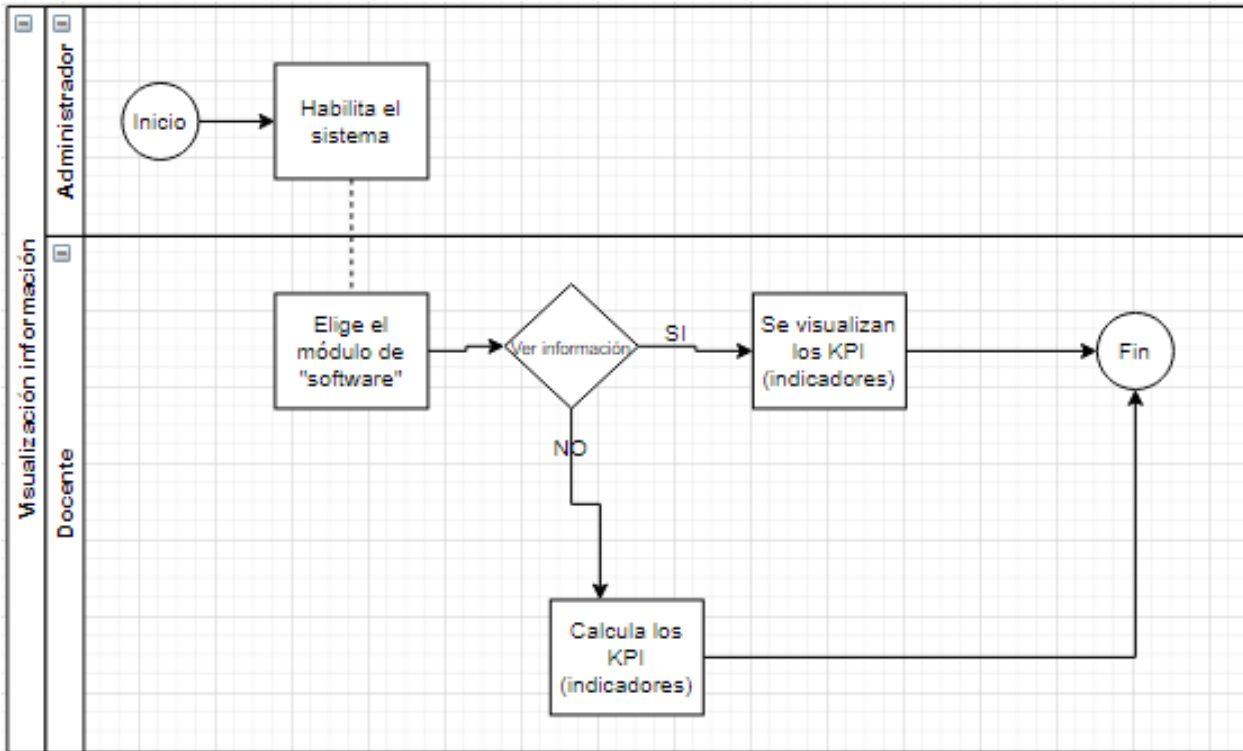 Visualización información
Administrador
Inicio
Habilita el
sistema
Docente
Elige el
módulo de
"software"
Ver información
SI
Se visualizan
los KPI
(indicadores)
Fin
NO
Calcula los
KPI
(indicadores)